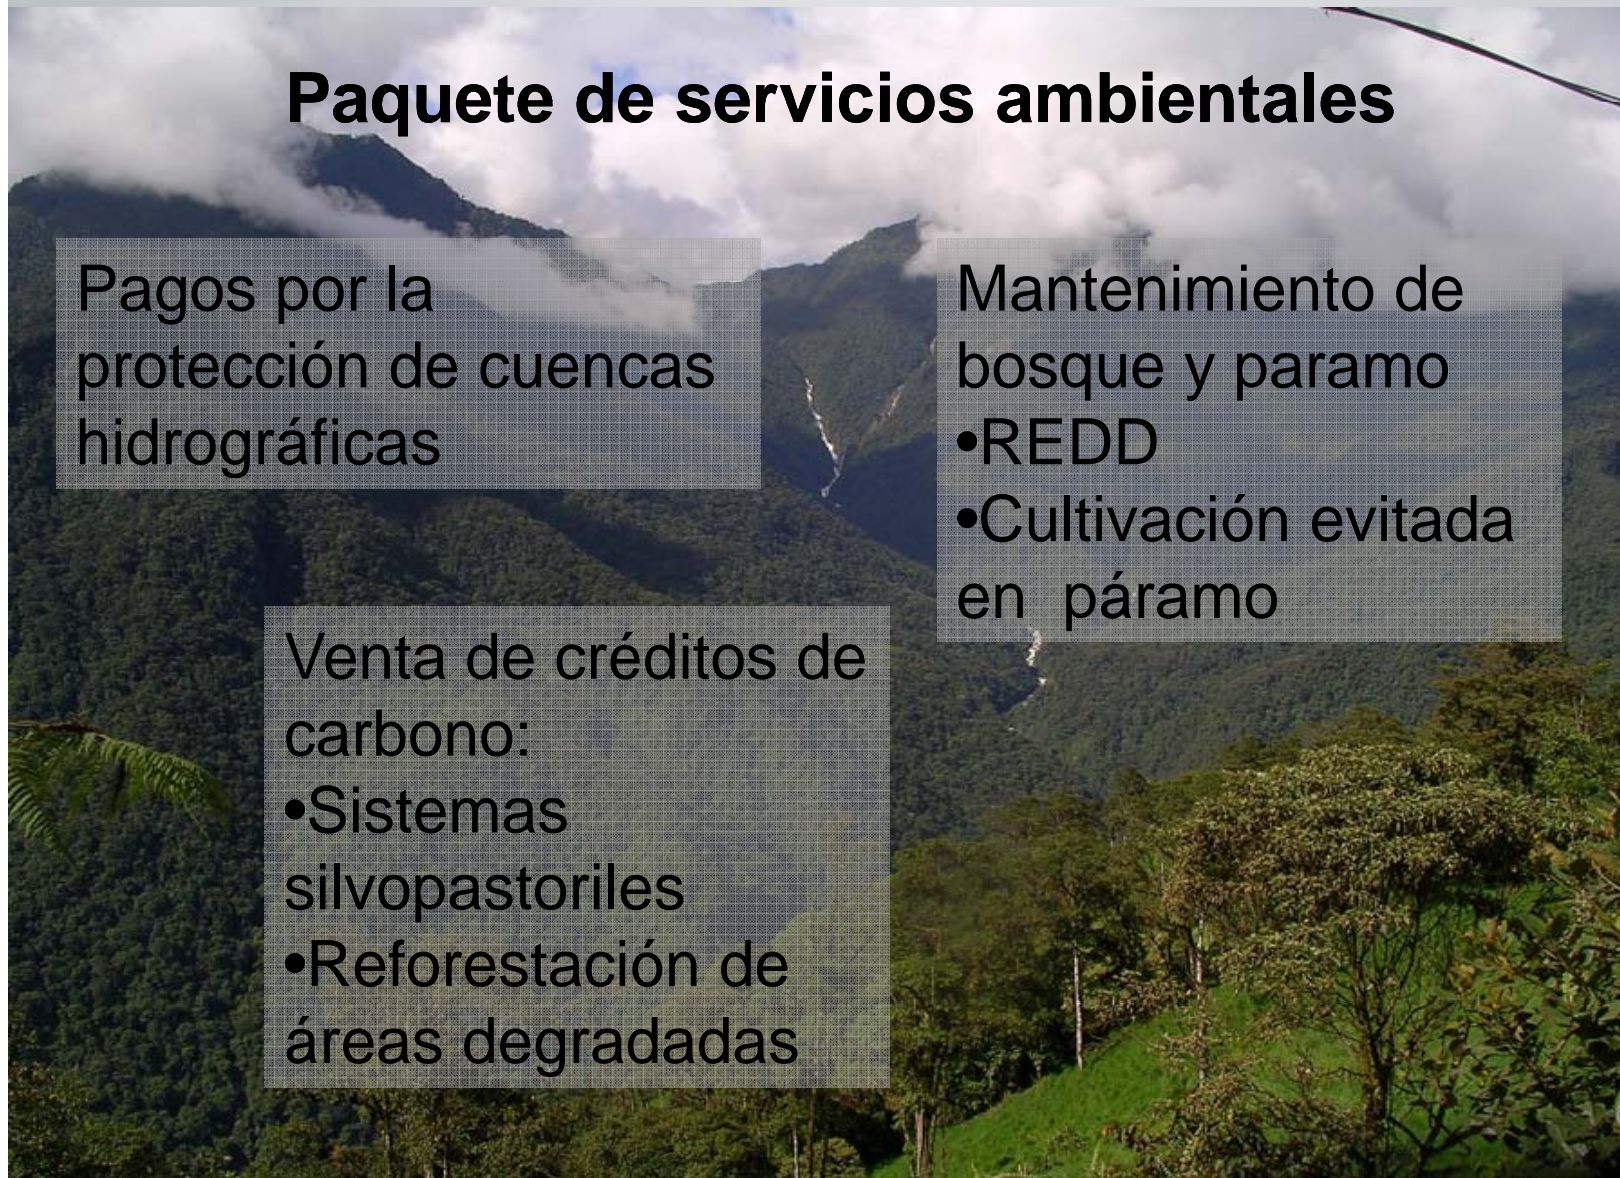 Paquete de servicios ambientales
Pagos por la
protección de cuencas
hidrográficas
Mantenimiento de
bosque y paramo
•REDD
•Cultivación evitada
en  páramo
Venta de créditos de
carbono:
•Sistemas
silvopastoriles
•Reforestación de
áreas degradadas